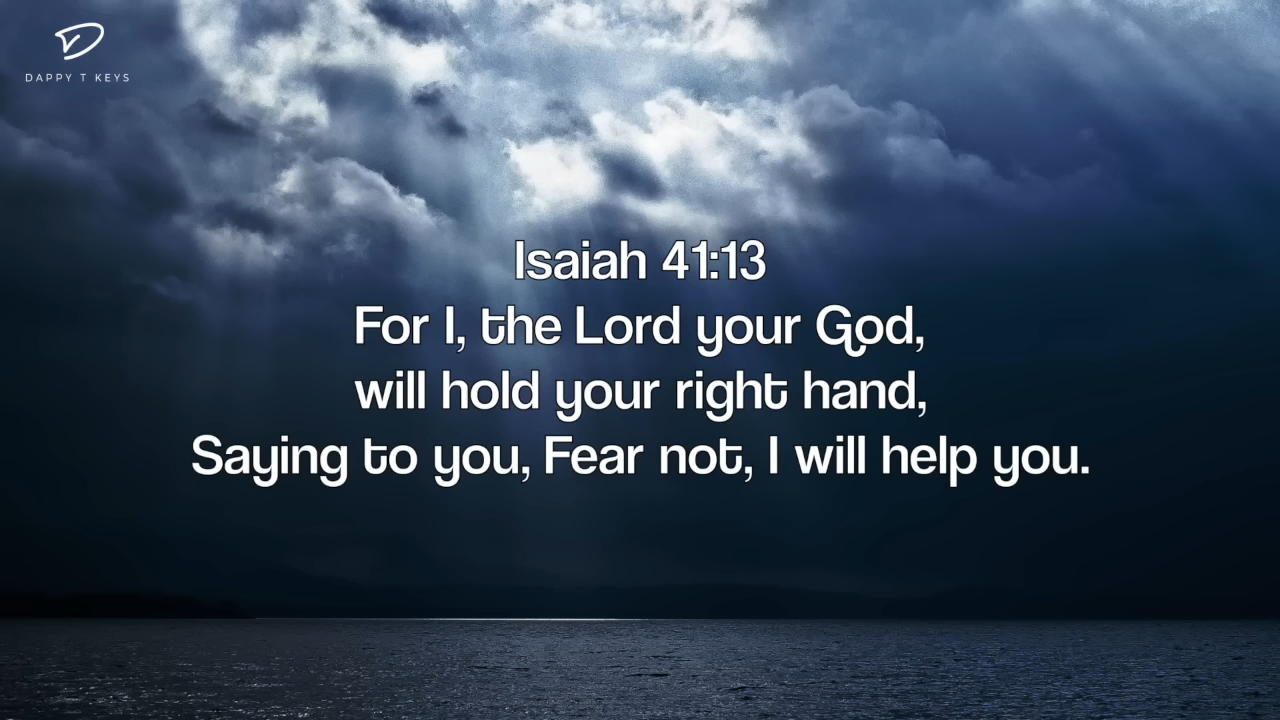 DAPPY T KEYS
Isaiah 41:13
For I, the Lord your God,
will hold your right hand,
Saying to you, Fear not, I will help you.